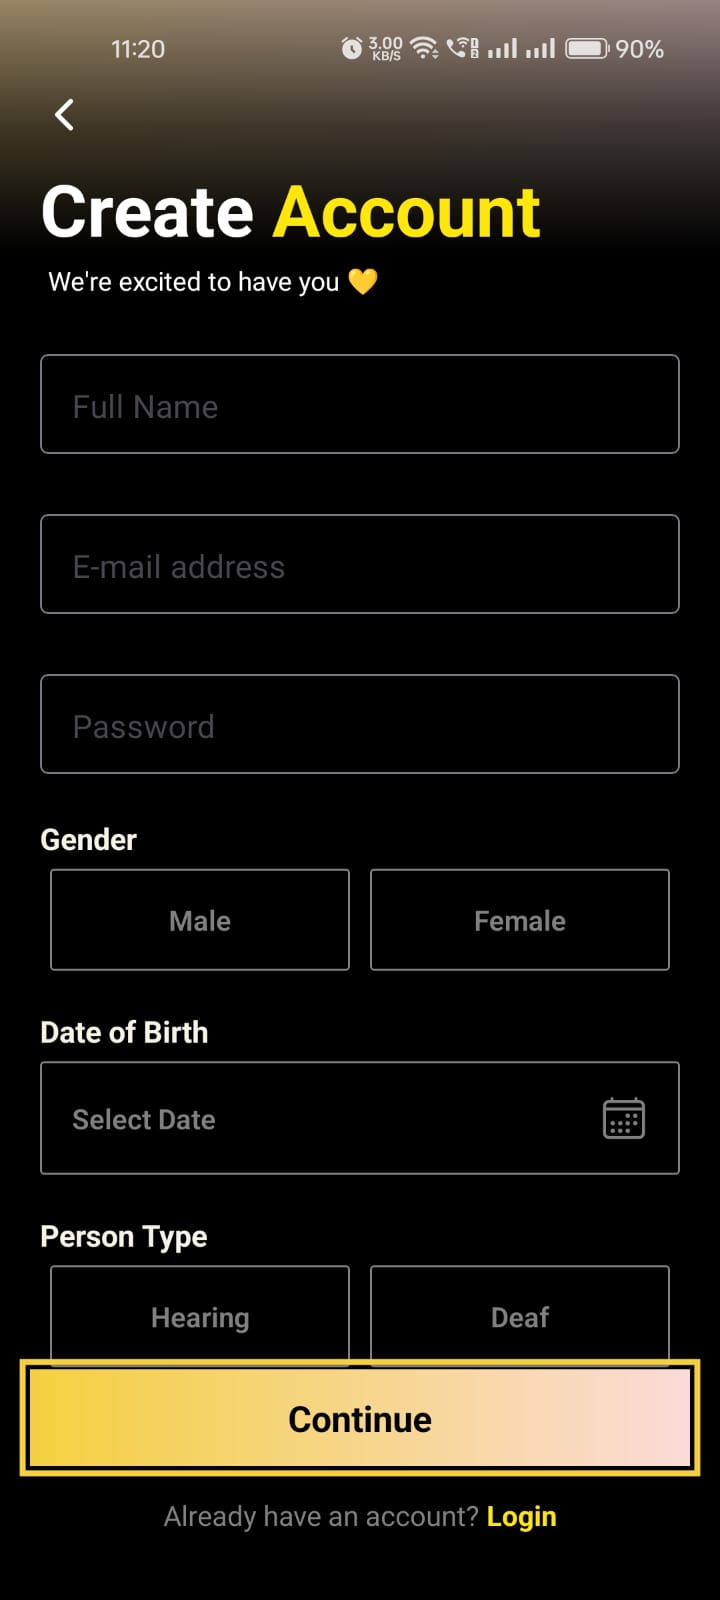 11:20 3.00 KB/S 90%
Create Account
We're excited to have you 💛
Full Name
E-mail address
Password
Gender
Male Female
Date of Birth
Select Date
Person Type
Hearing Deaf
Continue
Already have an account? Login